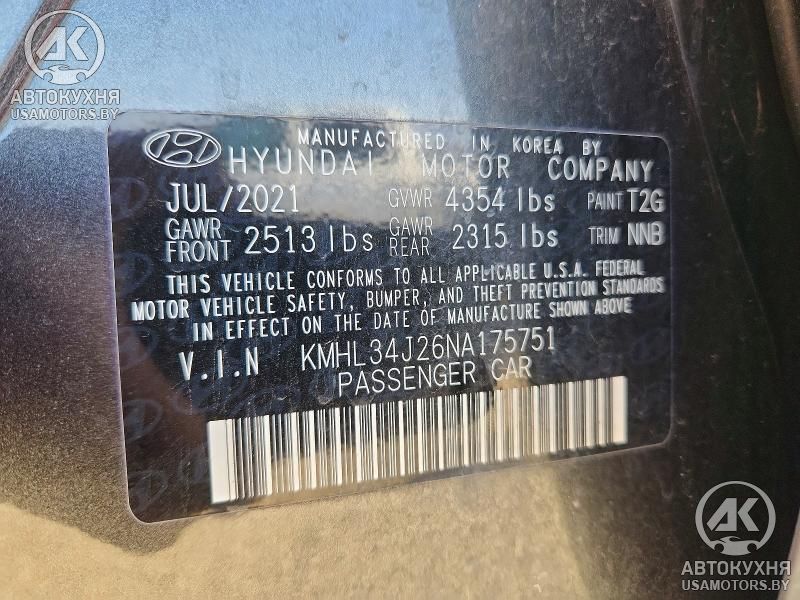 АК
АВТОКУХНЯ
USAMOTORS.BY
MANUFACTURED IN KOREA BY
HYUNDAI MOTOR COMPANY
JUL/2021 GVWR 4354 lbs PAINT T2G
GAWR FRONT 2513 lbs GAWR REAR 2315 lbs TRIM NNB
THIS VEHICLE CONFORMS TO ALL APPLICABLE U.S.A. FEDERAL
MOTOR VEHICLE SAFETY, BUMPER, AND THEFT PREVENTION STANDARDS
IN EFFECT ON THE DATE OF MANUFACTURE SHOWN ABOVE
V.I.N KMHL34J26NA175751
PASSENGER CAR
АК
АВТОКУХНЯ
USAMOTORS.BY